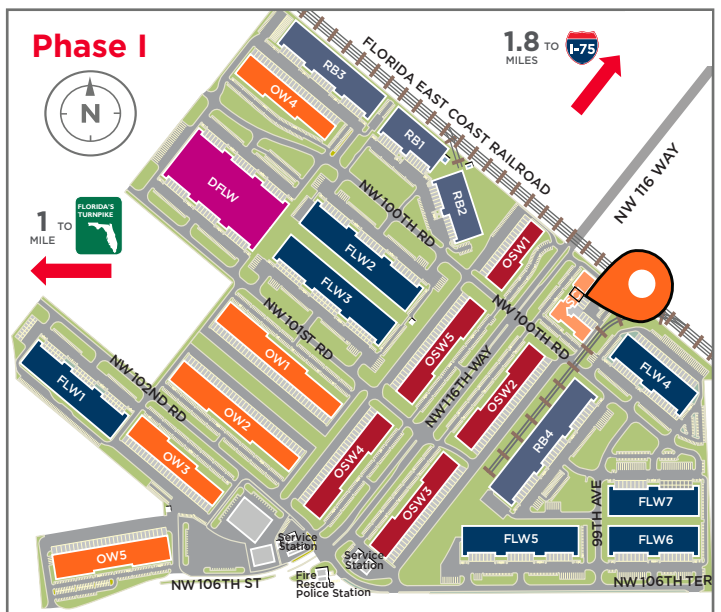 Phase I
N
1.8 TO
MILES
I-75
FLORIDA EAST COAST RAILROAD
NW 116 WAY
RB3
OW4
RB1
RB2
DFLW
NW 100TH RD
1 TO
MILE
FLORIDA'S
TURNPIKE
FLW2
FLW3
OSW1
NW 101ST RD
OSW5
NW 100TH RD
NW 116TH WAY
OW1
OSW2
FLW4
FLW1
NW 102ND RD
OW2
OW3
OSW4
OSW3
RB4
99TH AVE
FLW7
FLW5
FLW6
OW5
Service
Station
Service
Station
NW 106TH ST
Fire
Rescue
Police Station
NW 106TH TER